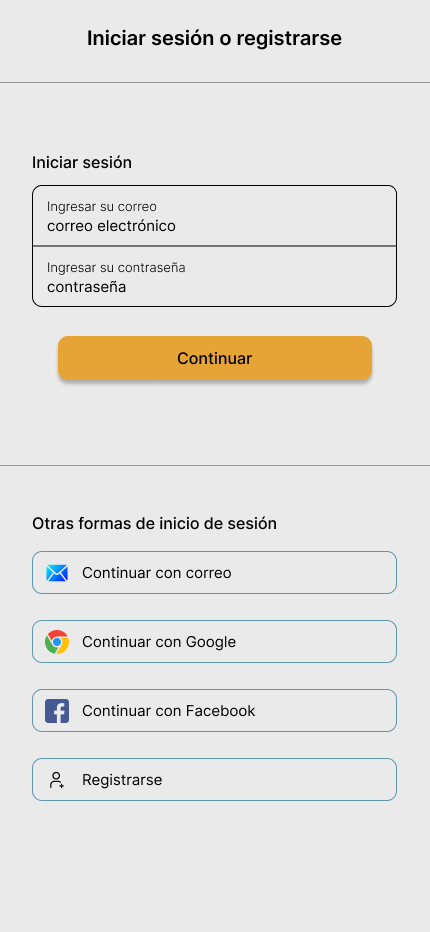 Iniciar sesión o registrarse
Iniciar sesión
Ingresar su correo
correo electrónico
Ingresar su contraseña
contraseña
Continuar
Otras formas de inicio de sesión
Continuar con correo
Continuar con Google
Continuar con Facebook
Registrarse